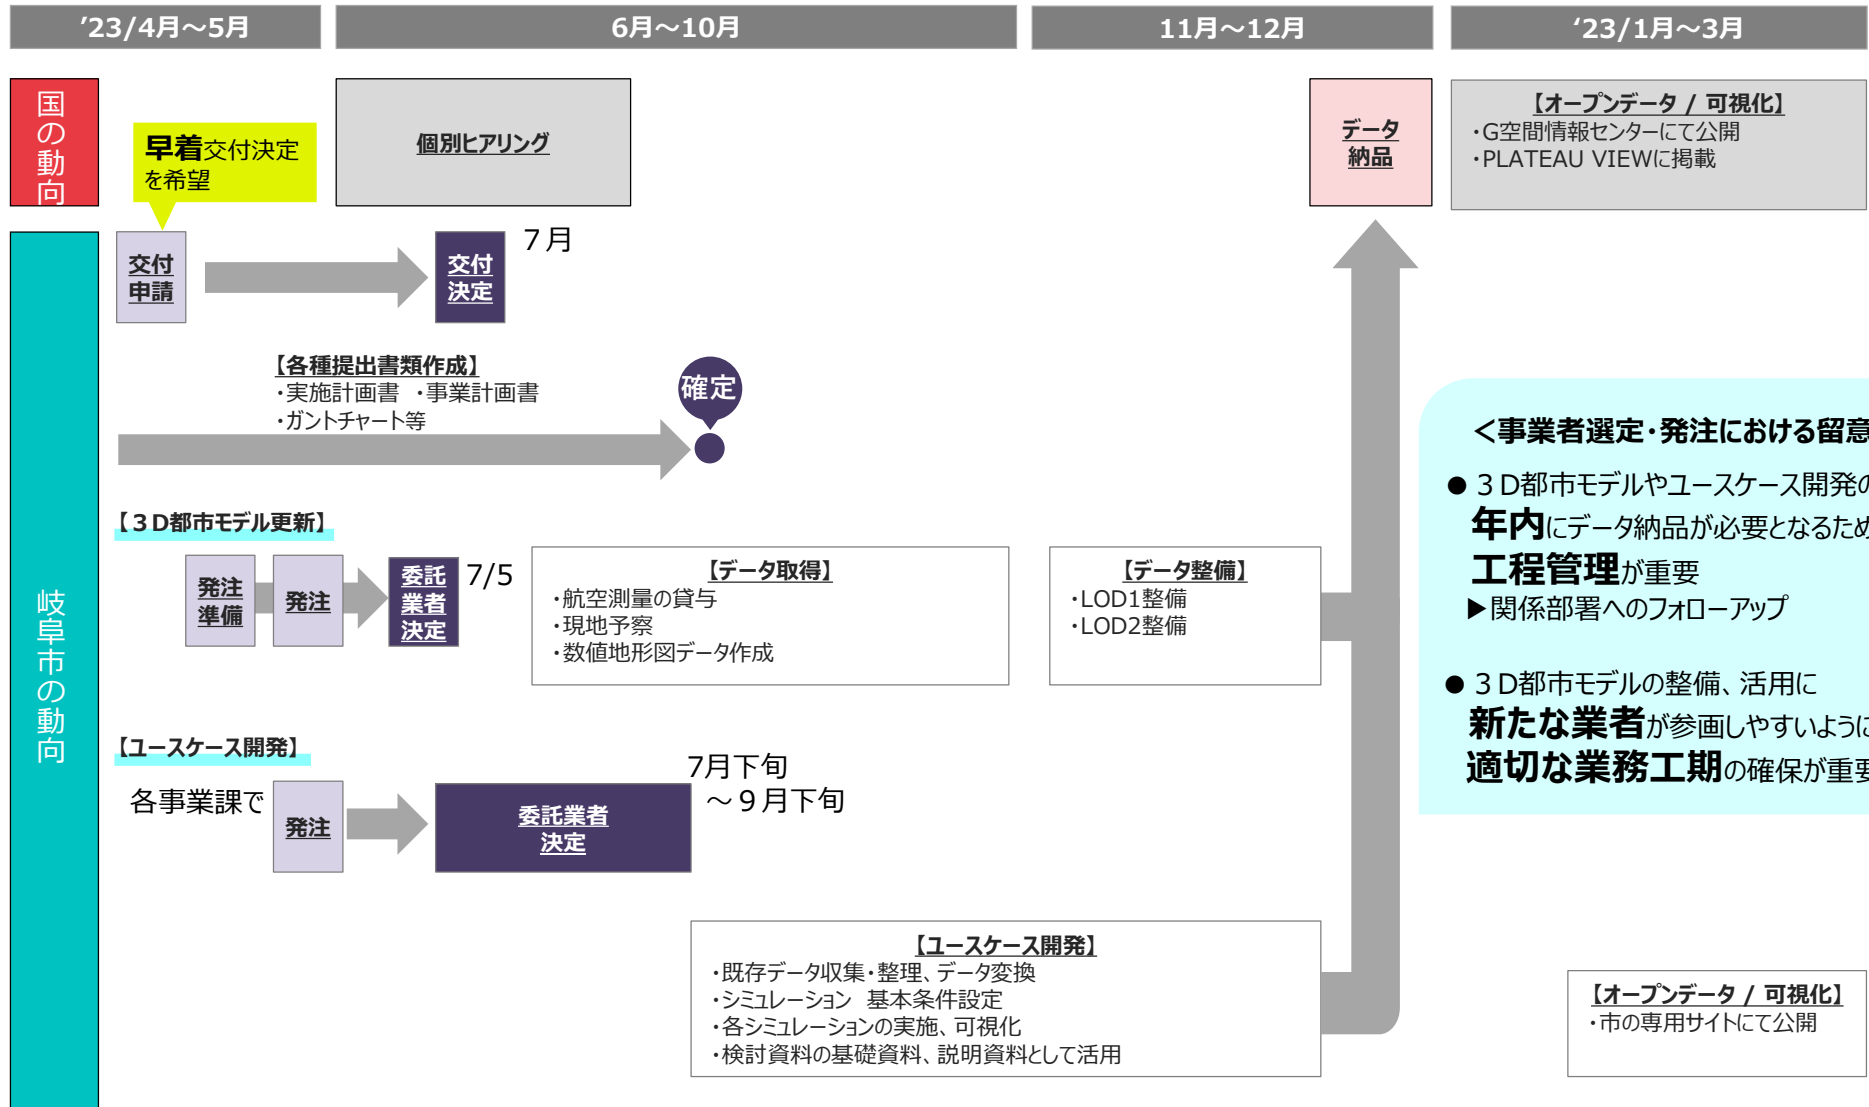 ’23/4月～5月
6月～10月
11月～12月
‘23/1月～3月
国の動向
早着交付決定
を希望
個別ヒアリング
データ
納品
【オープンデータ / 可視化】
・G空間情報センターにて公開
・PLATEAU VIEWに掲載
岐阜市の動向
交付
申請
交付
決定
７月
【各種提出書類作成】
・実施計画書　・事業計画書
・ガントチャート等
確定
【３D都市モデル更新】
発注
準備
発注
委託
業者
決定
7/5
【データ取得】
・航空測量の貸与
・現地予察
・数値地形図データ作成
【データ整備】
・LOD1整備
・LOD2整備
＜事業者選定・発注における留意
● ３D都市モデルやユースケース開発の
年内にデータ納品が必要となるため
工程管理が重要
▶関係部署へのフォローアップ
● ３D都市モデルの整備、活用に
新たな業者が参画しやすいように
適切な業務工期の確保が重要
【ユースケース開発】
各事業課で
発注
委託業者
決定
7月下旬
～９月下旬
【ユースケース開発】
・既存データ収集・整理、データ変換
・シミュレーション　基本条件設定
・各シミュレーションの実施、可視化
・検討資料の基礎資料、説明資料として活用
【オープンデータ / 可視化】
・市の専用サイトにて公開